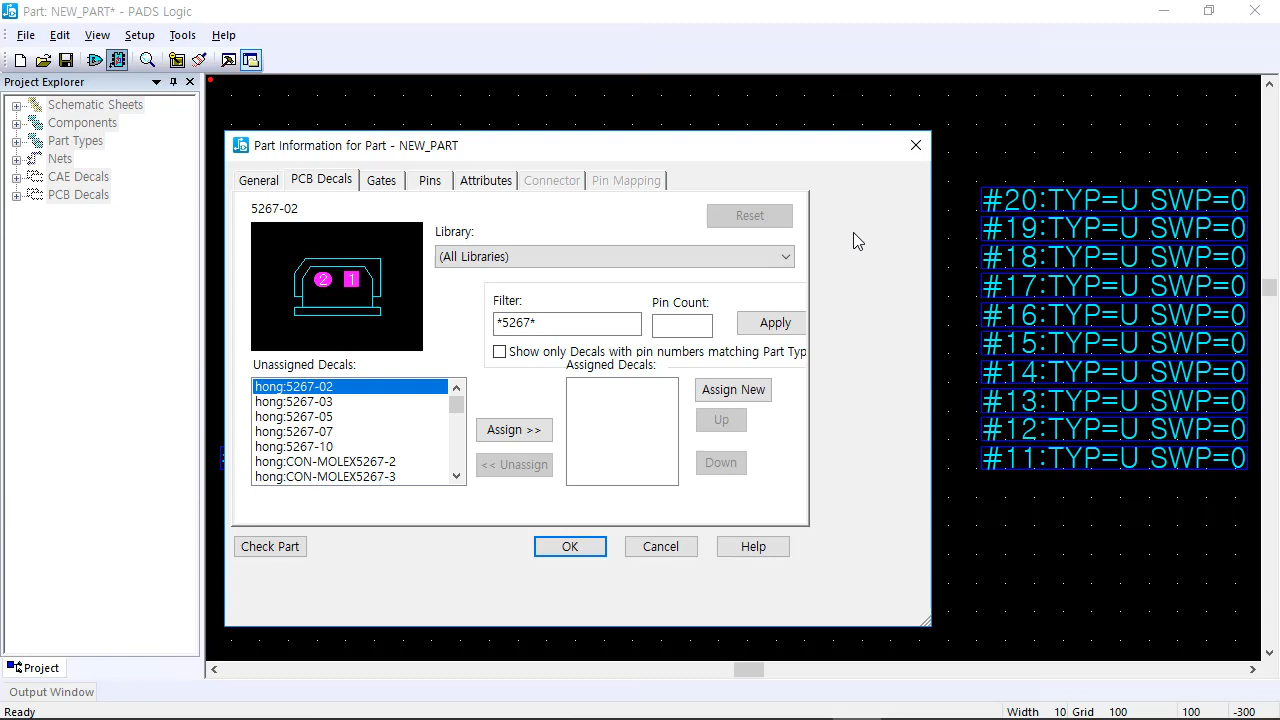 Part: NEW_PART* - PADS Logic
File Edit View Setup Tools Help
Project Explorer
Schematic Sheets
Components
Part Types
Nets
CAE Decals
PCB Decals
Project
Part Information for Part - NEW_PART
General PCB Decals Gates Pins Attributes Connector Pin Mapping
5267-02
Reset
Library:
(All Libraries)
2 1
Filter:
Pin Count:
*5267*
Apply
Show only Decals with pin numbers matching Part Typ
Unassigned Decals:
Assigned Decals:
hong:5267-02
hong:5267-03
hong:5267-05
hong:5267-07
hong:5267-10
hong:CON-MOLEX5267-2
hong:CON-MOLEX5267-3
Assign >>
<< Unassign
Assign New
Up
Down
Check Part
OK
Cancel
Help
#20:TYP=U SWP=0
#19:TYP=U SWP=0
#18:TYP=U SWP=0
#17:TYP=U SWP=0
#16:TYP=U SWP=0
#15:TYP=U SWP=0
#14:TYP=U SWP=0
#13:TYP=U SWP=0
#12:TYP=U SWP=0
#11:TYP=U SWP=0
Output Window
Ready
Width 10 Grid 100 100 -300